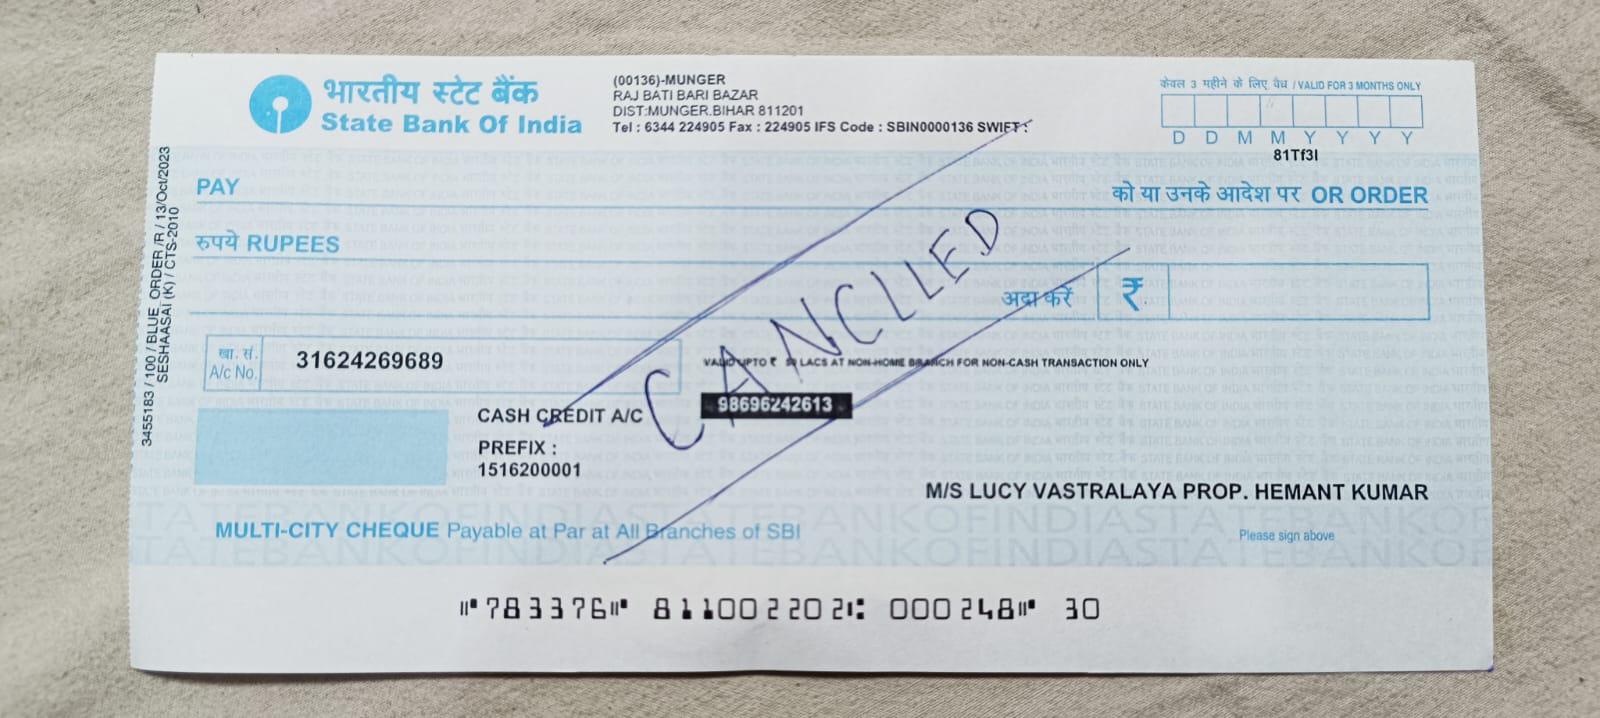 भारतीय स्टेट बैंक
State Bank Of India
(00136)-MUNGER
RAJ BATI BARI BAZAR
DIST:MUNGER.BIHAR 811201
Tel : 6344 224905 Fax : 224905 IFS Code : SBIN0000136 SWIFT :
केवल 3 महीने के लिए वैध / VALID FOR 3 MONTHS ONLY
D D M M Y Y Y Y
81Tf3I
PAY
को या उनके आदेश पर OR ORDER
रुपये RUPEES
अदा करें ₹
CANCLLED
खा. सं.
A/c No.
31624269689
VALID UPTO ₹ LACS AT NON-HOME BRANCH FOR NON-CASH TRANSACTION ONLY
98696242613
CASH CREDIT A/C
PREFIX :
1516200001
M/S LUCY VASTRALAYA PROP. HEMANT KUMAR
MULTI-CITY CHEQUE Payable at Par at All Branches of SBI
Please sign above
⑈783376⑈ 811002202⑆ 000248⑈ 30
3455183 / 100 / BLUE ORDER /R / 13/Oct/2023
SESHAASAI (K) / CTS-2010
STATEBANKOFINDIASTATEBANKOFINDIASTATEBANKOF